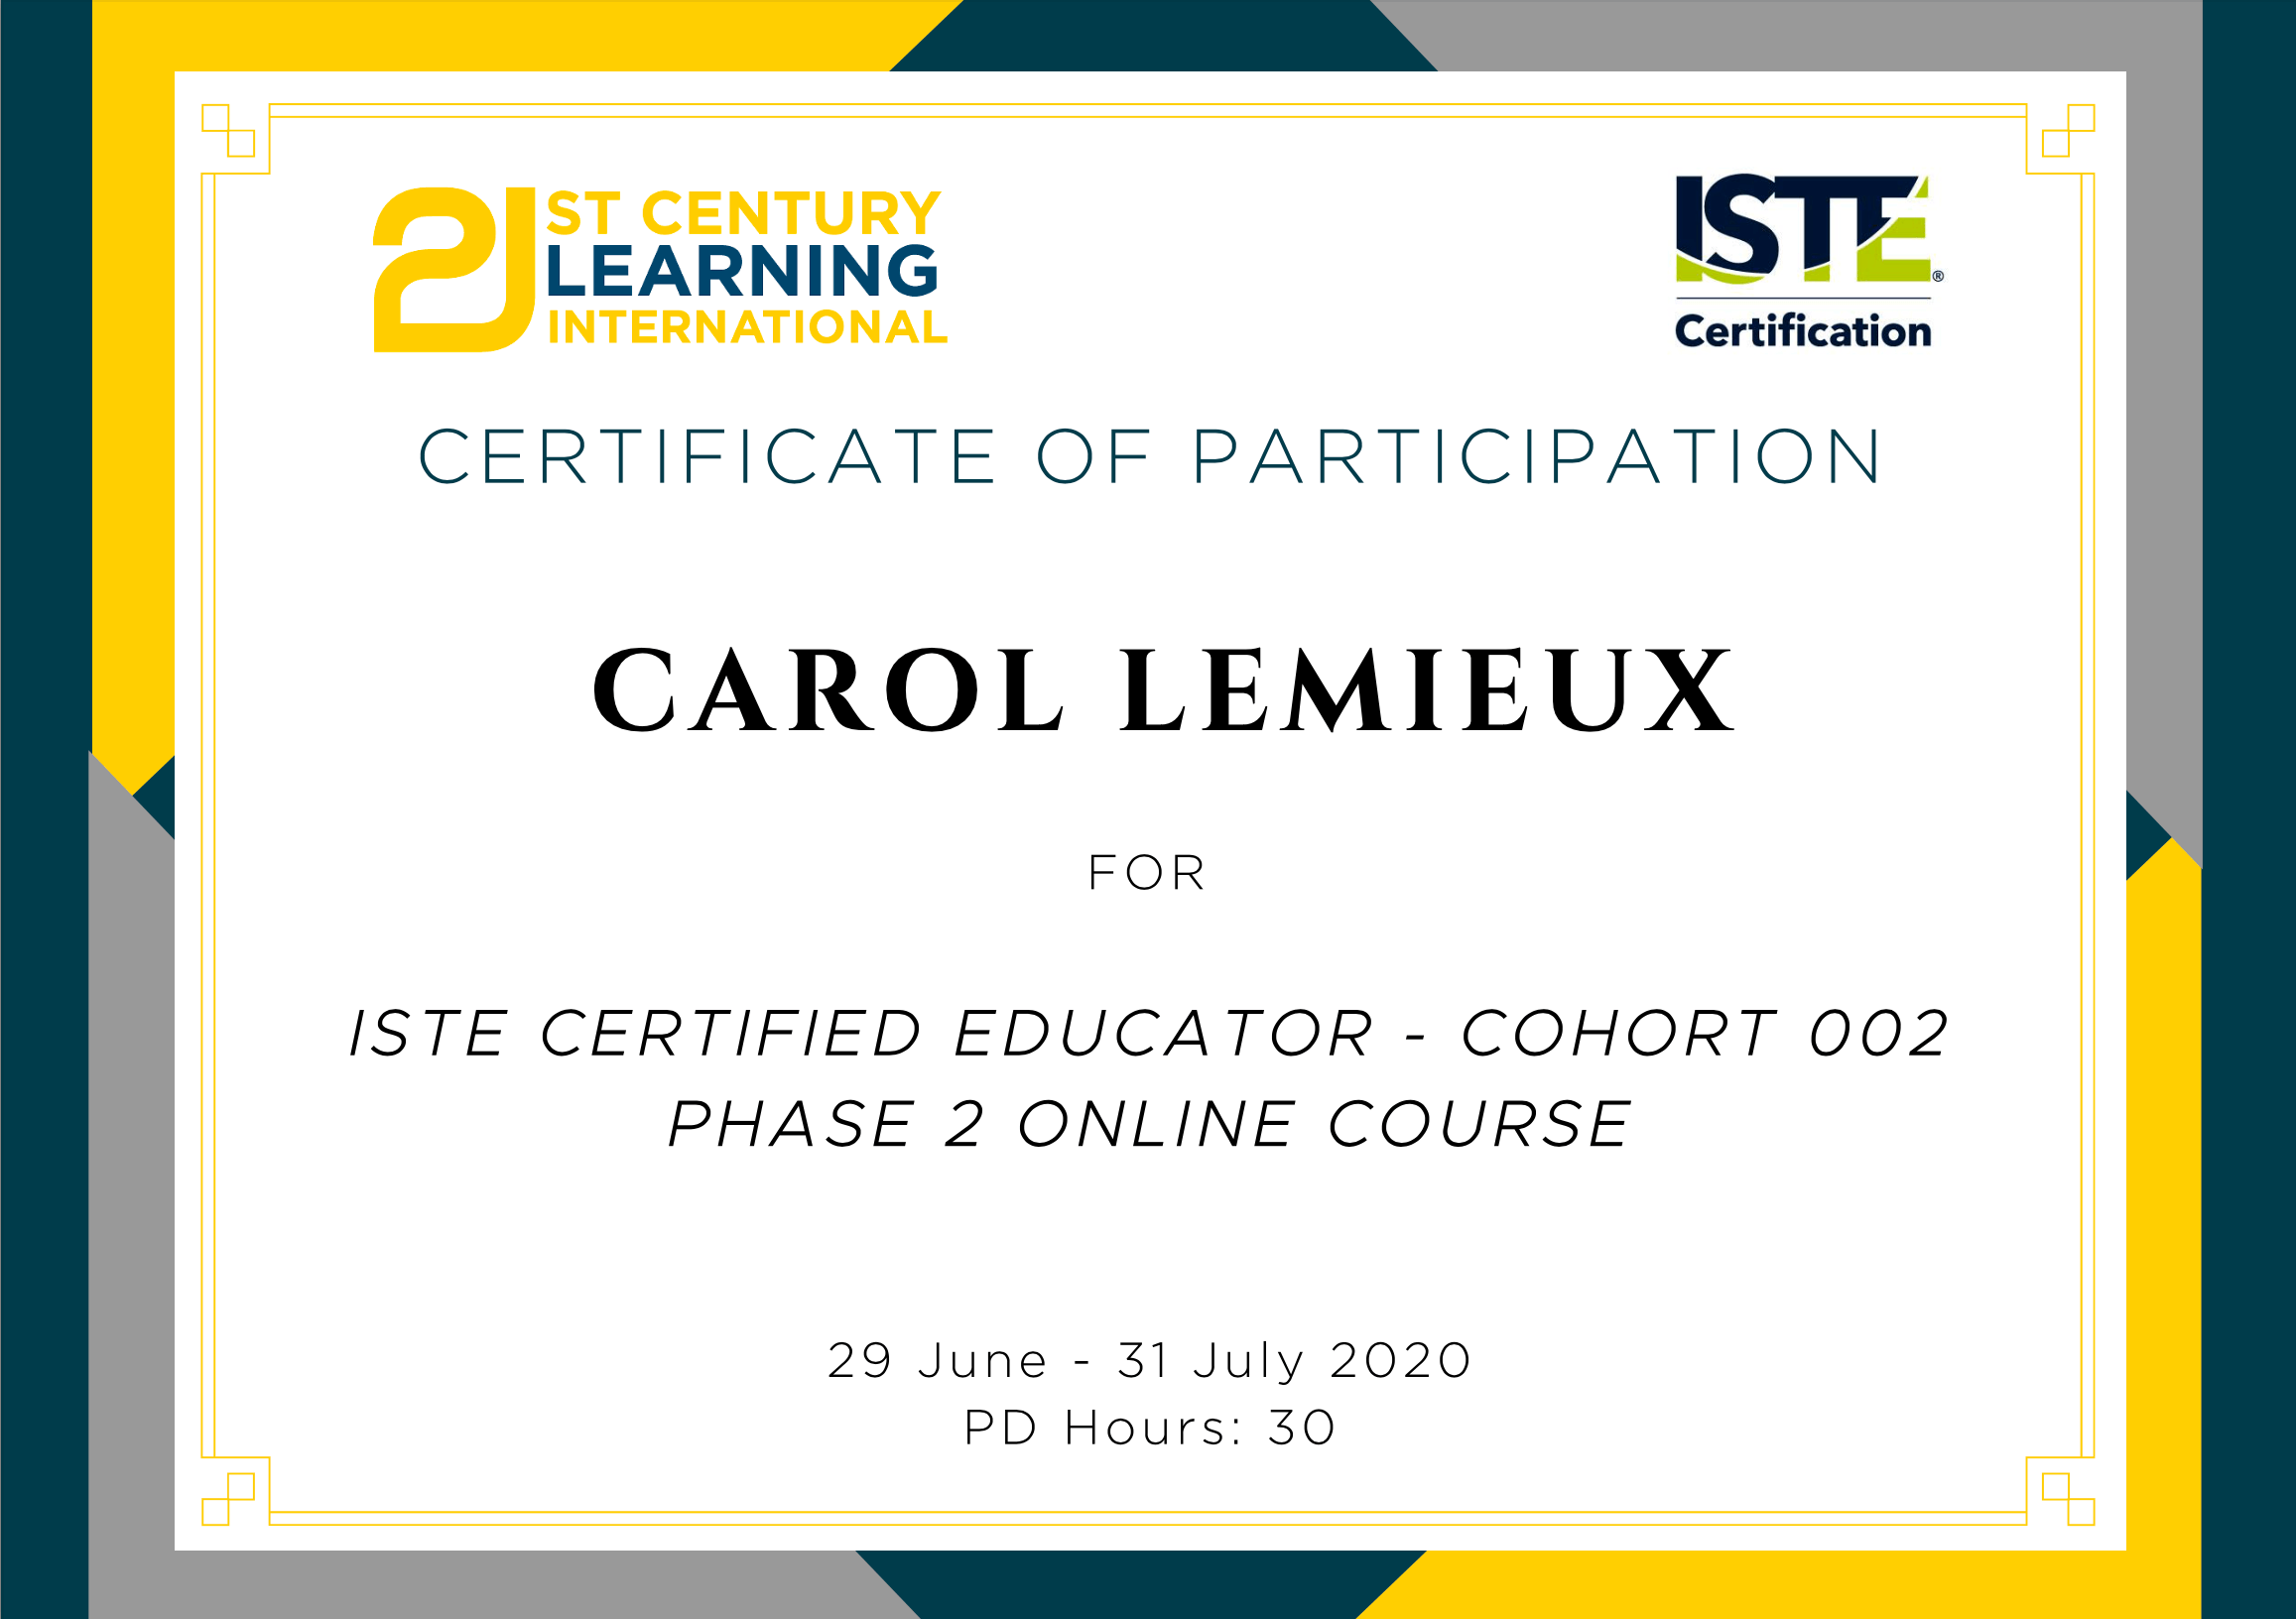 21ST CENTURY
LEARNING
INTERNATIONAL
ISTE®
Certification
CERTIFICATE OF PARTICIPATION
CAROL LEMIEUX
FOR
ISTE CERTIFIED EDUCATOR - COHORT 002
PHASE 2 ONLINE COURSE
29 June - 31 July 2020
PD Hours: 30